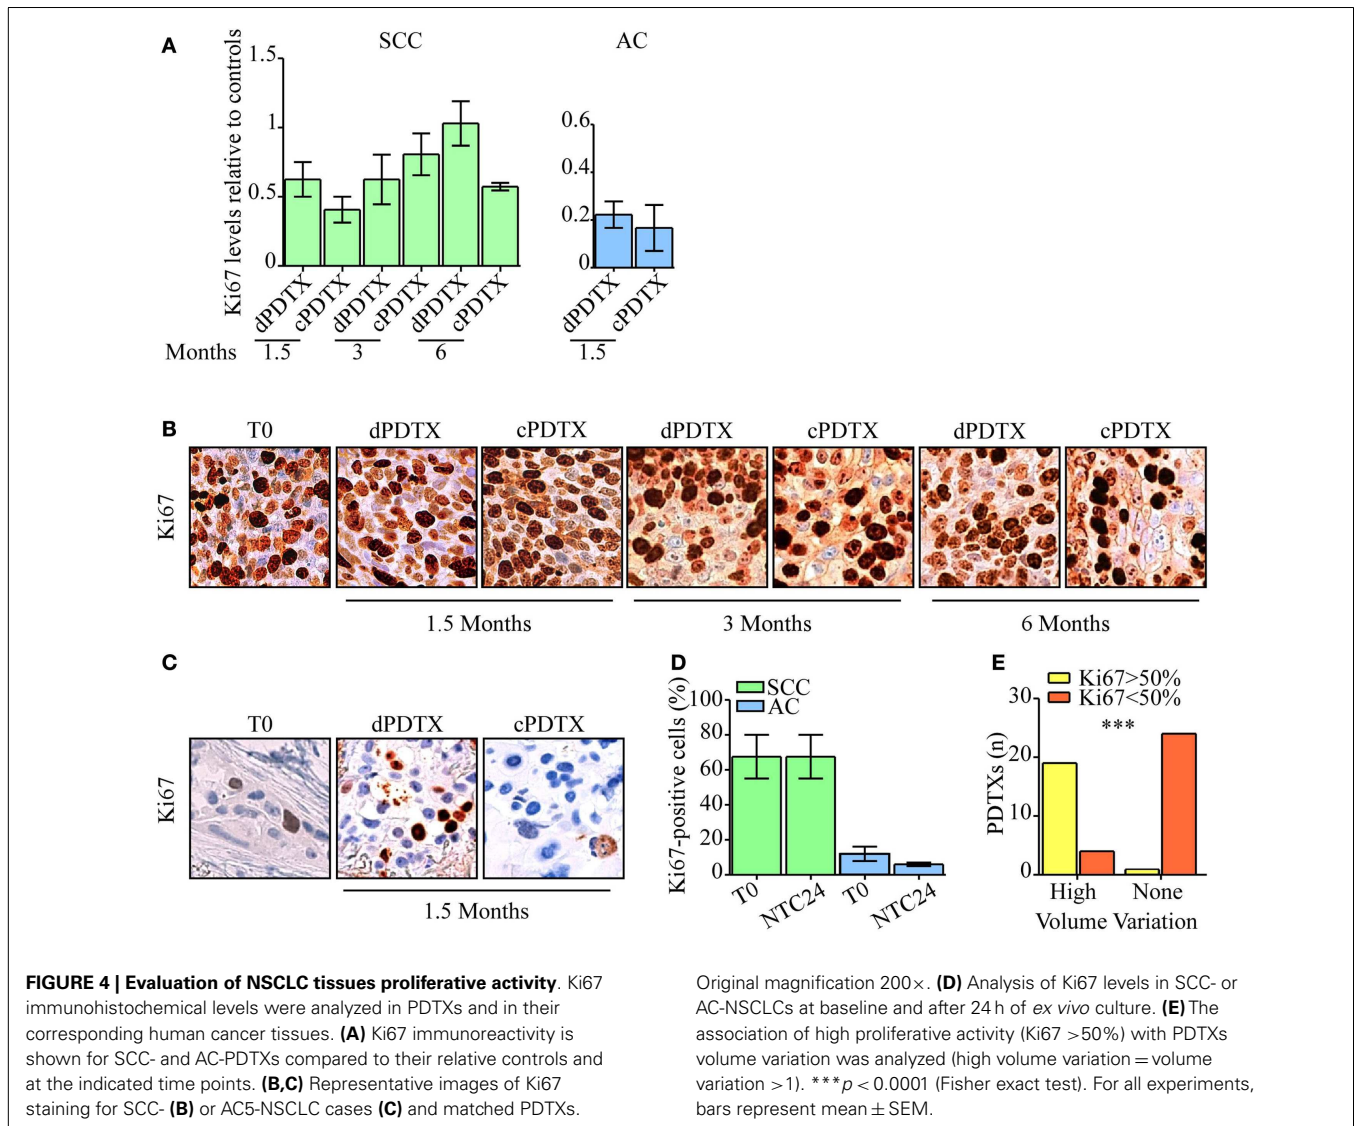 A
SCC
AC
Ki67 levels relative to controls
1.5
1
0.5
0
0.6
0.4
0.2
0
dPDTX
cPDTX
dPDTX
cPDTX
dPDTX
cPDTX
dPDTX
cPDTX
Months
1.5
3
6
1.5
B
T0
dPDTX
cPDTX
dPDTX
cPDTX
dPDTX
cPDTX
Ki67
1.5 Months
3 Months
6 Months
C
T0
dPDTX
cPDTX
Ki67
1.5 Months
D
SCC
AC
Ki67-positive cells (%)
100
80
60
40
20
0
T0
NTC24
T0
NTC24
E
Ki67>50%
Ki67<50%
***
PDTXs (n)
30
20
10
0
High
None
Volume Variation
FIGURE 4 | Evaluation of NSCLC tissues proliferative activity. Ki67
immunohistochemical levels were analyzed in PDTXs and in their
corresponding human cancer tissues. (A) Ki67 immunoreactivity is
shown for SCC- and AC-PDTXs compared to their relative controls and
at the indicated time points. (B,C) Representative images of Ki67
staining for SCC- (B) or AC5-NSCLC cases (C) and matched PDTXs.
Original magnification 200×. (D) Analysis of Ki67 levels in SCC- or
AC-NSCLCs at baseline and after 24 h of ex vivo culture. (E) The
association of high proliferative activity (Ki67 >50%) with PDTXs
volume variation was analyzed (high volume variation = volume
variation >1). ***p < 0.0001 (Fisher exact test). For all experiments,
bars represent mean ± SEM.